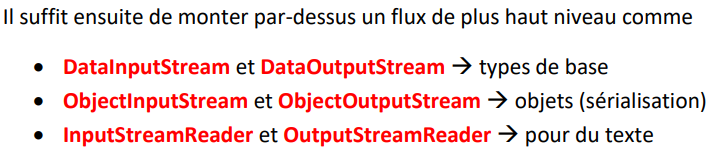 Il suffit ensuite de monter par-dessus un flux de plus haut niveau comme
• DataInputStream et DataOutputStream → types de base
• ObjectInputStream et ObjectOutputStream → objets (sérialisation)
• InputStreamReader et OutputStreamReader → pour du texte